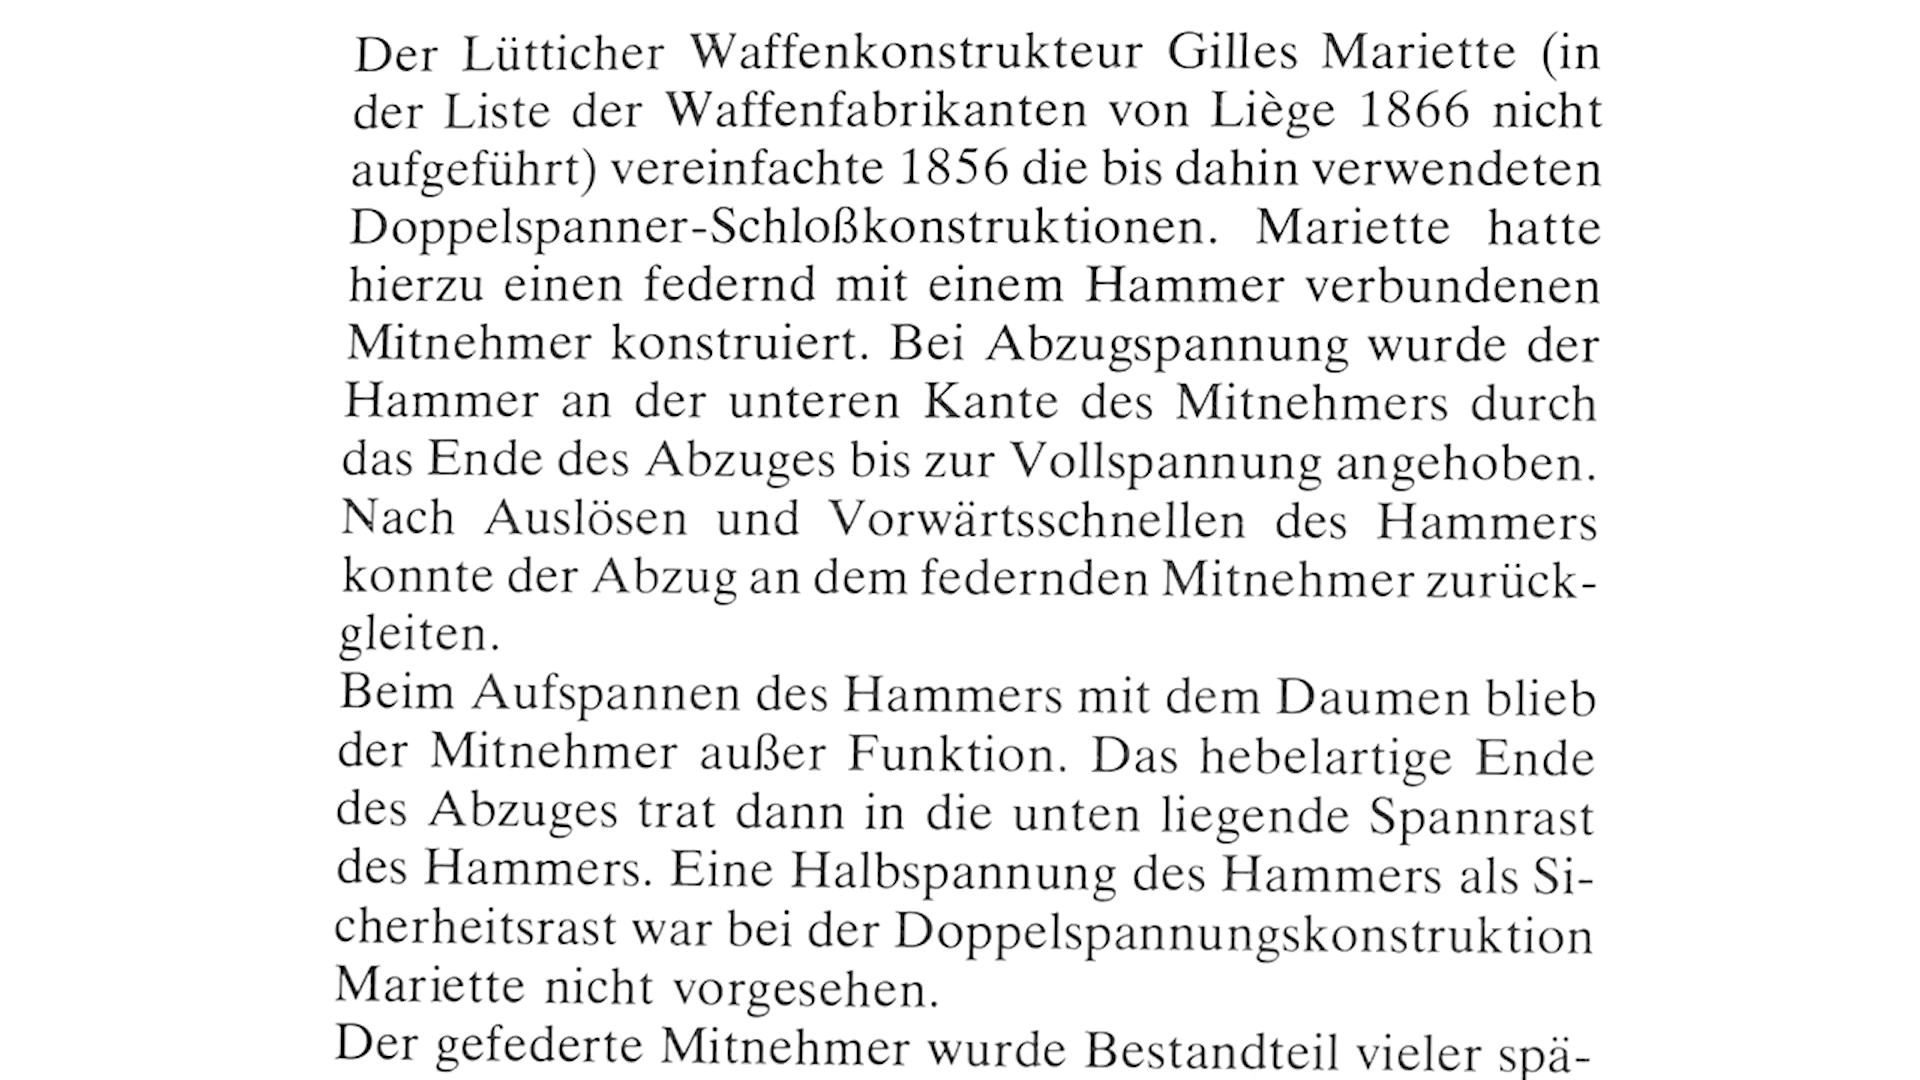 Der Lütticher Waffenkonstrukteur Gilles Mariette (in
der Liste der Waffenfabrikanten von Liège 1866 nicht
aufgeführt) vereinfachte 1856 die bis dahin verwendeten
Doppelspanner-Schloßkonstruktionen. Mariette hatte
hierzu einen federnd mit einem Hammer verbundenen
Mitnehmer konstruiert. Bei Abzugspannung wurde der
Hammer an der unteren Kante des Mitnehmers durch
das Ende des Abzuges bis zur Vollspannung angehoben.
Nach Auslösen und Vorwärtsschnellen des Hammers
konnte der Abzug an dem federnden Mitnehmer zurück-
gleiten.
Beim Aufspannen des Hammers mit dem Daumen blieb
der Mitnehmer außer Funktion. Das hebelartige Ende
des Abzuges trat dann in die unten liegende Spannrast
des Hammers. Eine Halbspannung des Hammers als Si-
cherheitsrast war bei der Doppelspannungskonstruktion
Mariette nicht vorgesehen.
Der gefederte Mitnehmer wurde Bestandteil vieler spä-